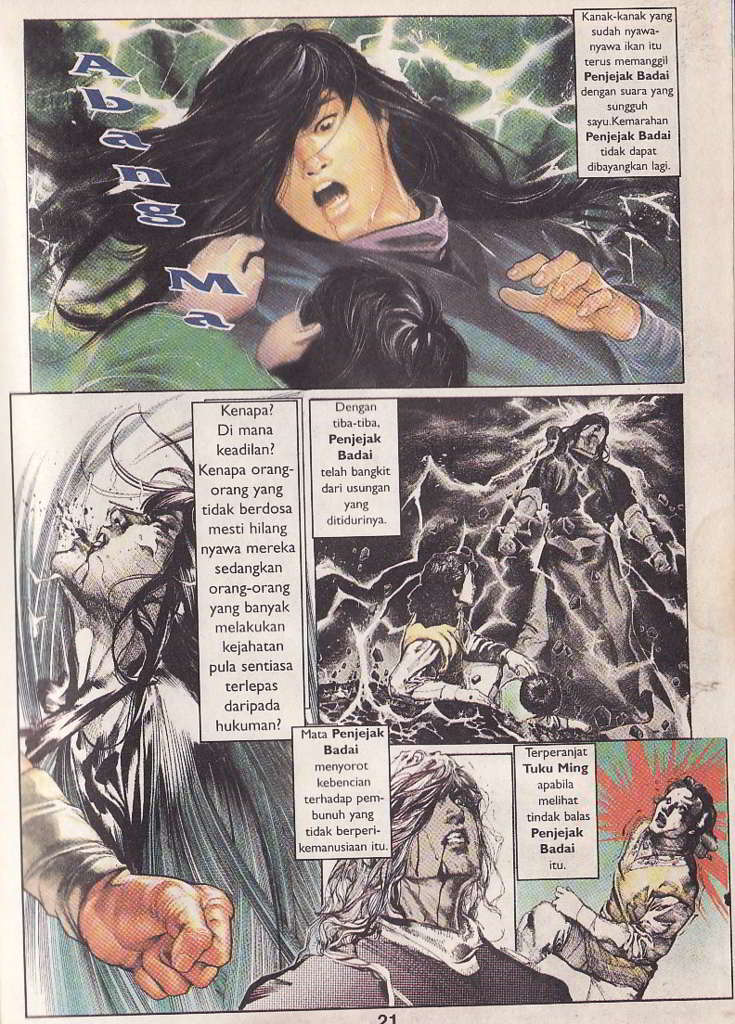 Abang
Ma
Kanak-kanak yang
sudah nyawa-
nyawa ikan itu
terus memanggil
Penjejak Badai
dengan suara yang
sungguh
sayu.Kemarahan
Penjejak Badai
tidak dapat
dibayangkan lagi.
Kenapa?
Di mana
keadilan?
Kenapa orang-
orang yang
tidak berdosa
mesti hilang
nyawa mereka
sedangkan
orang-orang
yang banyak
melakukan
kejahatan
pula sentiasa
terlepas
daripada
hukuman?
Dengan
tiba-tiba,
Penjejak
Badai
telah bangkit
dari usungan
yang
ditidurinya.
Mata Penjejak
Badai
menyorot
kebencian
terhadap pem-
bunuh yang
tidak berperi-
kemanusiaan itu.
Terperanjat
Tuku Ming
apabila
melihat
tindak balas
Penjejak
Badai
itu.
21